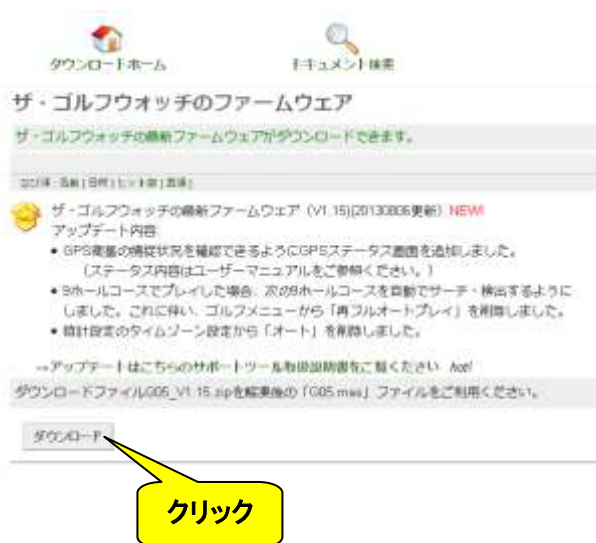 ダウンロードホーム
ドキュメント検索
ザ・ゴルフウォッチのファームウェア
ザ・ゴルフウォッチの最新ファームウェアがダウンロードできます。
並び順 : 名前 | 日付 | ヒット数 |
ザ・ゴルフウォッチの最新ファームウェア (V1.15)(20130806更新) NEW!
アップデート内容
• GPS衛星の捕捉状況を確認できるようにGPSステータス画面を追加しました。
(ステータス内容はユーザーマニュアルをご参照ください。)
• 9ホールコースでプレイした場合、次の9ホールコースを自動でサーチ・検出するように
しました。これに伴い、ゴルフメニューから「再フルオートプレイ」を削除しました。
• 時計設定のタイムゾーン設定から「オート」を削除しました。
→アップデートはこちらのサポートツール取扱説明書をご覧ください hot!
ダウンロードファイルG05_V1.15.zipを解凍後の「G05.mes」ファイルをご利用ください。
ダウンロード
クリック